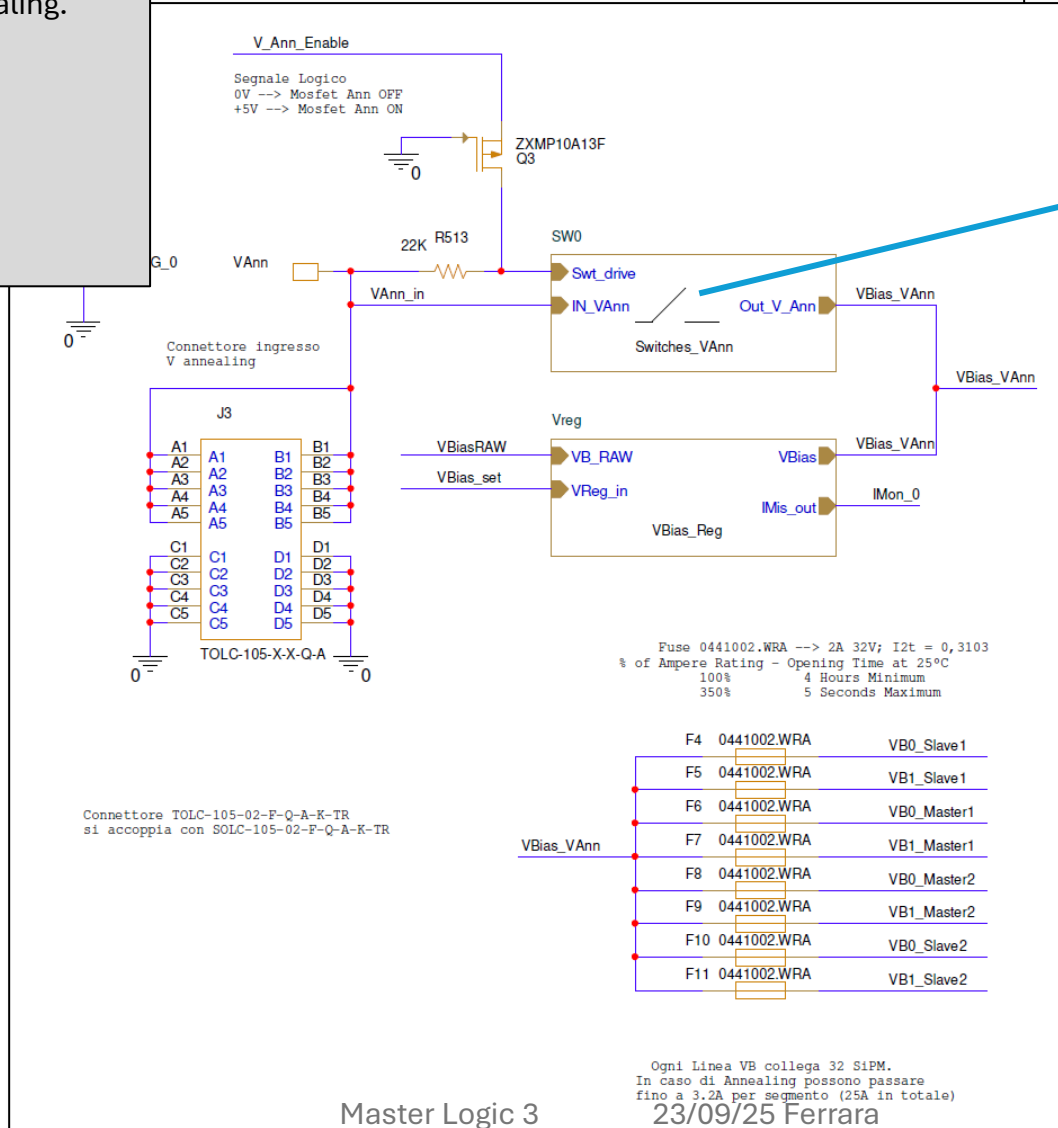 aling.
V_Ann_Enable
Segnale Logico
0V --> Mosfet Ann OFF
+5V --> Mosfet Ann ON
ZXMP10A13F
Q3
0
22K R513
G_0
VAnn
VAnn_in
0
SW0
Swt_drive
IN_VAnn
Out_V_Ann
Switches_VAnn
VBias_VAnn
VBias_VAnn
Connettore ingresso
V annealing
J3
A1 A1 B1 B1
A2 A2 B2 B2
A3 A3 B3 B3
A4 A4 B4 B4
A5 A5 B5 B5
C1 C1 D1 D1
C2 C2 D2 D2
C3 C3 D3 D3
C4 C4 D4 D4
C5 C5 D5 D5
TOLC-105-X-X-Q-A
0 0
Vreg
VBiasRAW
VBias_set
VB_RAW
VReg_in
VBias
IMis_out
VBias_Reg
VBias_VAnn
IMon_0
Fuse 0441002.WRA --> 2A 32V; I2t = 0,3103
% of Ampere Rating - Opening Time at 25ºC
100% 4 Hours Minimum
350% 5 Seconds Maximum
F4 0441002.WRA VB0_Slave1
F5 0441002.WRA VB1_Slave1
F6 0441002.WRA VB0_Master1
F7 0441002.WRA VB1_Master1
F8 0441002.WRA VB0_Master2
F9 0441002.WRA VB1_Master2
F10 0441002.WRA VB0_Slave2
F11 0441002.WRA VB1_Slave2
VBias_VAnn
Connettore TOLC-105-02-F-Q-A-K-TR
si accoppia con SOLC-105-02-F-Q-A-K-TR
Ogni Linea VB collega 32 SiPM.
In caso di Annealing possono passare
fino a 3.2A per segmento (25A in totale)
Master Logic 3 23/09/25 Ferrara